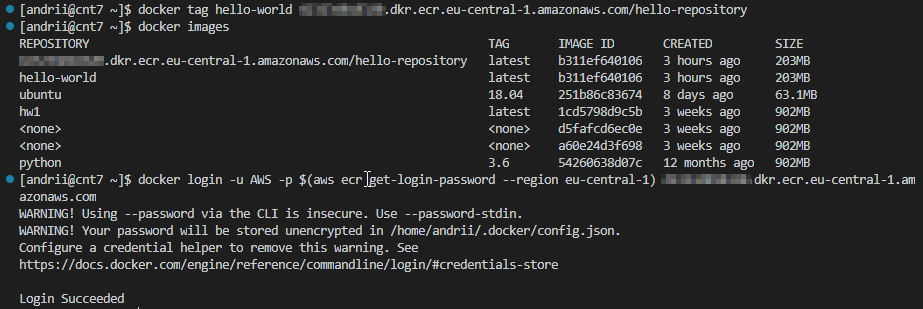 [andrii@cnt7 ~]$ docker tag hello-world .dkr.ecr.eu-central-1.amazonaws.com/hello-repository
[andrii@cnt7 ~]$ docker images
REPOSITORY TAG IMAGE ID CREATED SIZE
.dkr.ecr.eu-central-1.amazonaws.com/hello-repository latest b311ef640106 3 hours ago 203MB
hello-world latest b311ef640106 3 hours ago 203MB
ubuntu 18.04 251b86c83674 8 days ago 63.1MB
hw1 latest 1cd5798d9c5b 3 weeks ago 902MB
<none> <none> d5fafcd6ec0e 3 weeks ago 902MB
<none> <none> a60e24d3f698 3 weeks ago 902MB
python 3.6 54260638d07c 12 months ago 902MB
[andrii@cnt7 ~]$ docker login -u AWS -p $(aws ecr get-login-password --region eu-central-1) dkr.ecr.eu-central-1.am
azonaws.com
WARNING! Using --password via the CLI is insecure. Use --password-stdin.
WARNING! Your password will be stored unencrypted in /home/andrii/.docker/config.json.
Configure a credential helper to remove this warning. See
https://docs.docker.com/engine/reference/commandline/login/#credentials-store
Login Succeeded